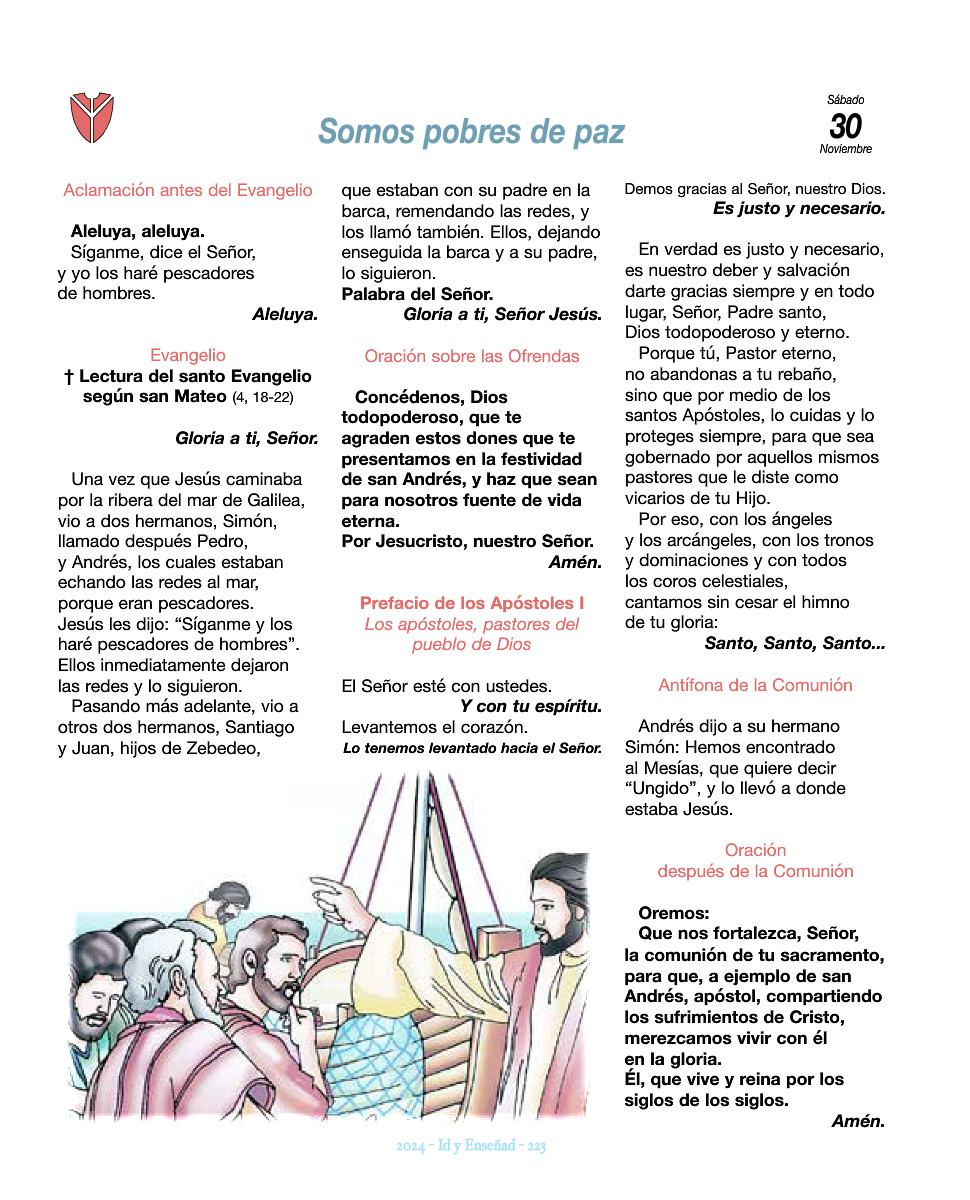 Somos pobres de paz
Sábado
30
Noviembre
Aclamación antes del Evangelio
Aleluya, aleluya.
Síganme, dice el Señor,
y yo los haré pescadores
de hombres.
Aleluya.
Evangelio
† Lectura del santo Evangelio
según san Mateo (4, 18-22)
Gloria a ti, Señor.
Una vez que Jesús caminaba
por la ribera del mar de Galilea,
vio a dos hermanos, Simón,
llamado después Pedro,
y Andrés, los cuales estaban
echando las redes al mar,
porque eran pescadores.
Jesús les dijo: “Síganme y los
haré pescadores de hombres”.
Ellos inmediatamente dejaron
las redes y lo siguieron.
Pasando más adelante, vio a
otros dos hermanos, Santiago
y Juan, hijos de Zebedeo,
que estaban con su padre en la
barca, remendando las redes, y
los llamó también. Ellos, dejando
enseguida la barca y a su padre,
lo siguieron.
Palabra del Señor.
Gloria a ti, Señor Jesús.
Oración sobre las Ofrendas
Concédenos, Dios
todopoderoso, que te
agraden estos dones que te
presentamos en la festividad
de san Andrés, y haz que sean
para nosotros fuente de vida
eterna.
Por Jesucristo, nuestro Señor.
Amén.
Prefacio de los Apóstoles I
Los apóstoles, pastores del
pueblo de Dios
El Señor esté con ustedes.
Y con tu espíritu.
Levantemos el corazón.
Lo tenemos levantado hacia el Señor.
Demos gracias al Señor, nuestro Dios.
Es justo y necesario.
En verdad es justo y necesario,
es nuestro deber y salvación
darte gracias siempre y en todo
lugar, Señor, Padre santo,
Dios todopoderoso y eterno.
Porque tú, Pastor eterno,
no abandonas a tu rebaño,
sino que por medio de los
santos Apóstoles, lo cuidas y lo
proteges siempre, para que sea
gobernado por aquellos mismos
pastores que le diste como
vicarios de tu Hijo.
Por eso, con los ángeles
y los arcángeles, con los tronos
y dominaciones y con todos
los coros celestiales,
cantamos sin cesar el himno
de tu gloria:
Santo, Santo, Santo...
Antífona de la Comunión
Andrés dijo a su hermano
Simón: Hemos encontrado
al Mesías, que quiere decir
“Ungido”, y lo llevó a donde
estaba Jesús.
Oración
después de la Comunión
Oremos:
Que nos fortalezca, Señor,
la comunión de tu sacramento,
para que, a ejemplo de san
Andrés, apóstol, compartiendo
los sufrimientos de Cristo,
merezcamos vivir con él
en la gloria.
Él, que vive y reina por los
siglos de los siglos.
Amén.
2024 - Id y Enseñad - 223